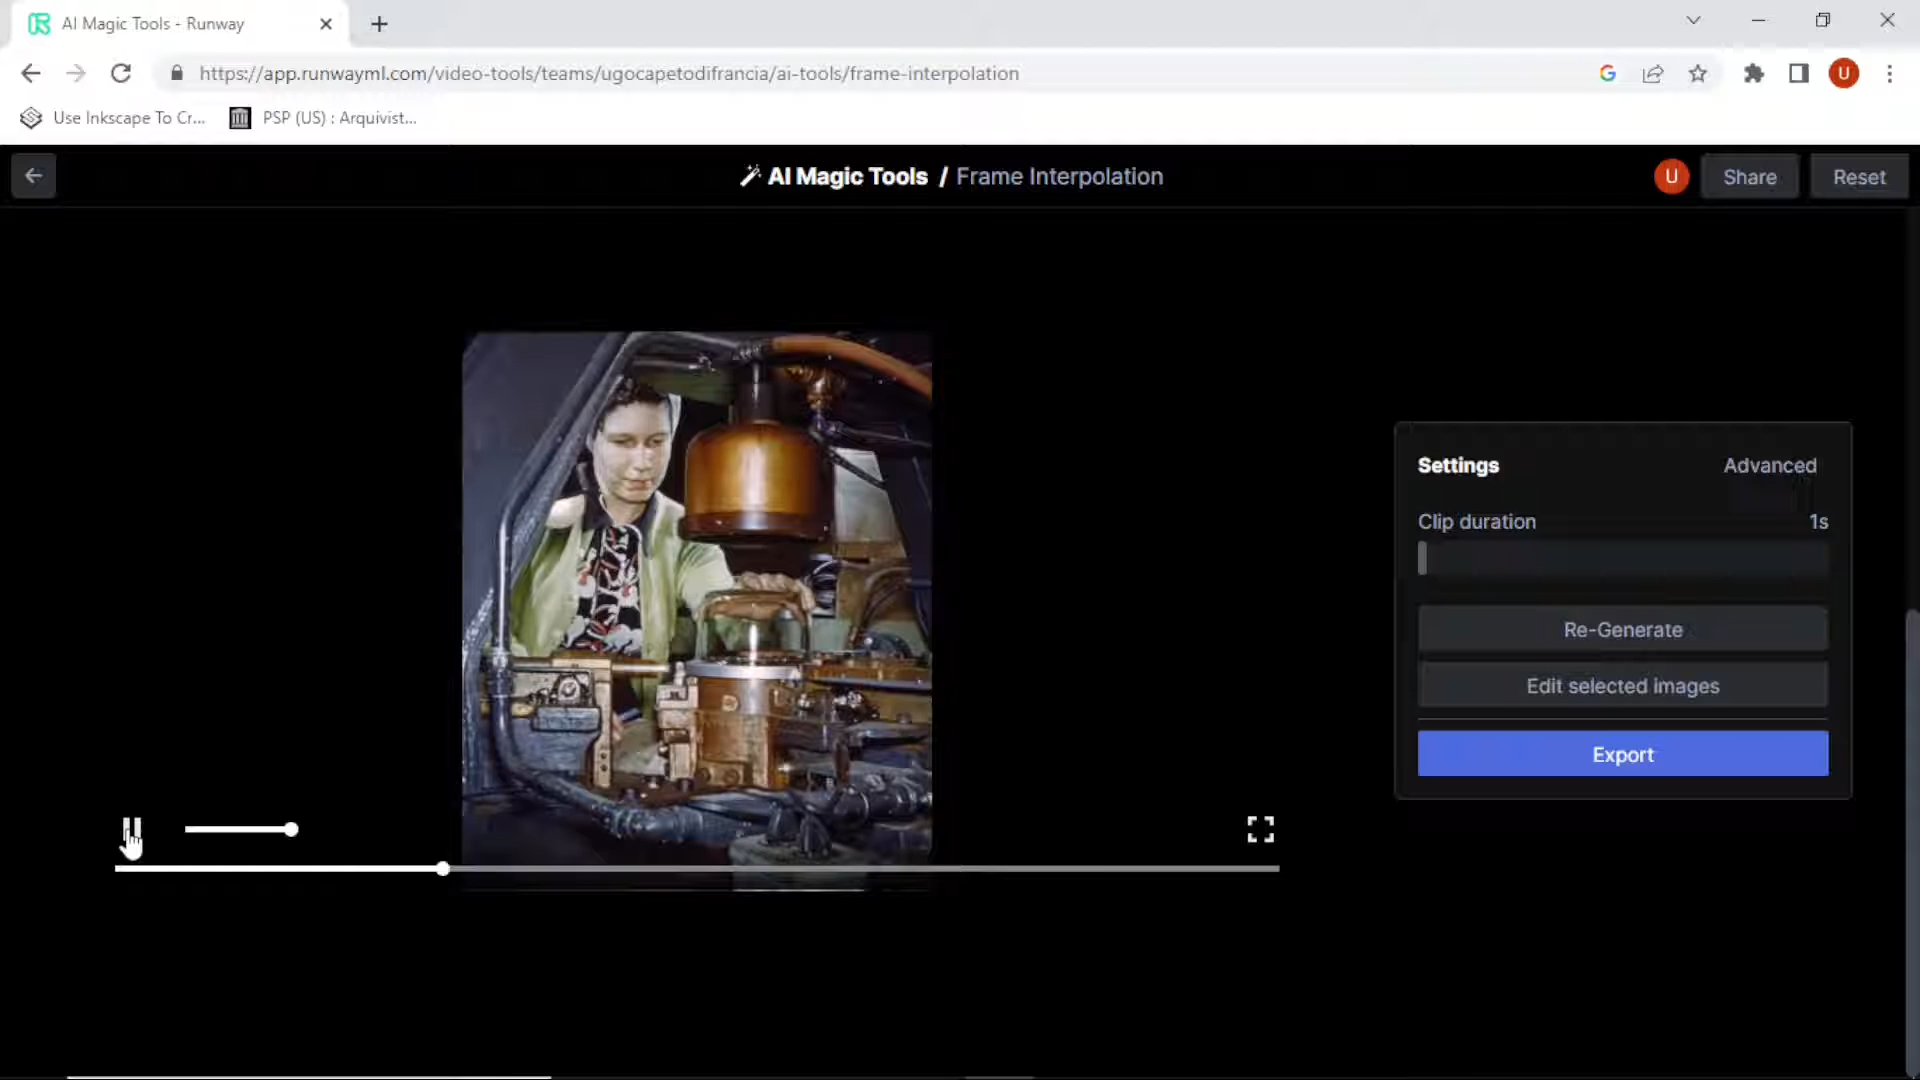 AI Magic Tools - Runway
https://app.runwayml.com/video-tools/teams/ugocapetodifrancia/ai-tools/frame-interpolation
U
Use Inkscape To Cr...
PSP (US) : Arquivist...
AI Magic Tools / Frame Interpolation
U
Share
Reset
Settings
Advanced
Clip duration
1s
Re-Generate
Edit selected images
Export